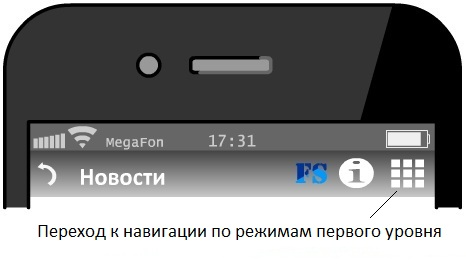 MegaFon 17:31
Новости FS i
Переход к навигации по режимам первого уровня